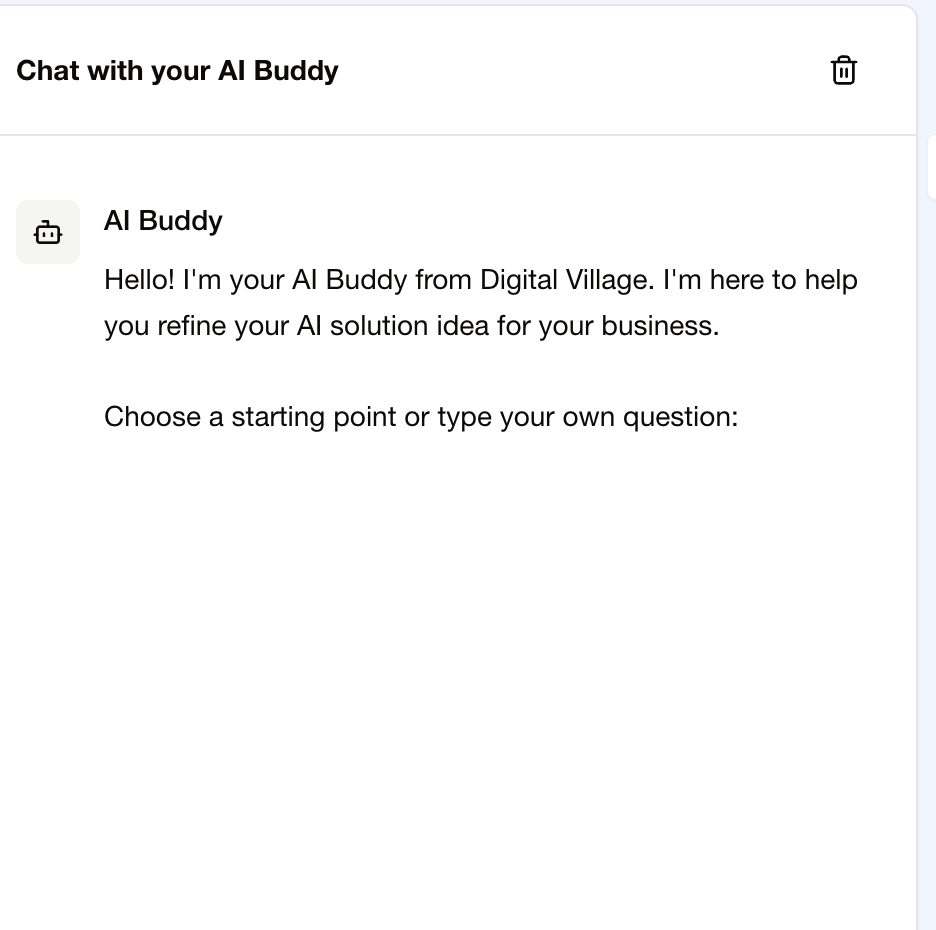 Chat with your AI Buddy
AI Buddy
Hello! I'm your AI Buddy from Digital Village. I'm here to help
you refine your AI solution idea for your business.
Choose a starting point or type your own question: